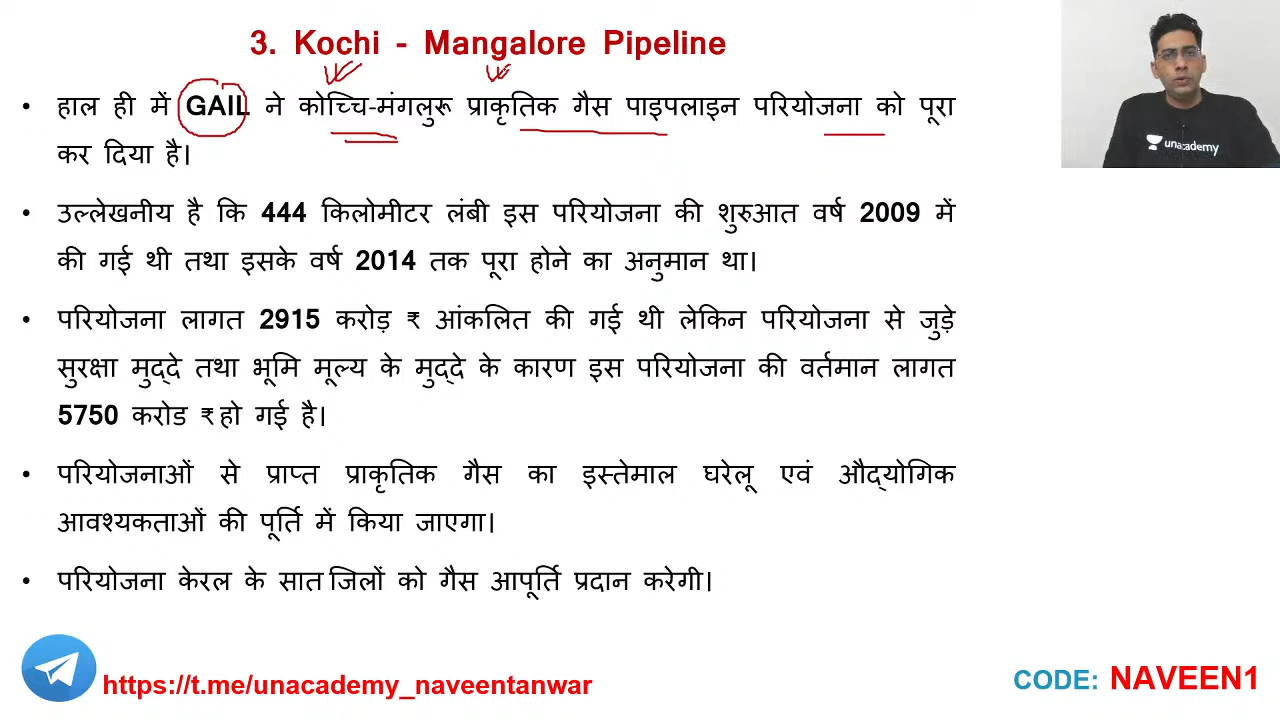 3. Kochi - Mangalore Pipeline
• हाल ही में GAIL ने कोच्चि-मंगलुरू प्राकृतिक गैस पाइपलाइन परियोजना को पूरा
कर दिया है।
• उल्लेखनीय है कि 444 किलोमीटर लंबी इस परियोजना की शुरुआत वर्ष 2009 में
की गई थी तथा इसके वर्ष 2014 तक पूरा होने का अनुमान था।
• परियोजना लागत 2915 करोड़ ₹ आंकलित की गई थी लेकिन परियोजना से जुड़े
सुरक्षा मुद्दे तथा भूमि मूल्य के मुद्दे के कारण इस परियोजना की वर्तमान लागत
5750 करोड ₹ हो गई है।
• परियोजनाओं से प्राप्त प्राकृतिक गैस का इस्तेमाल घरेलू एवं औद्योगिक
आवश्यकताओं की पूर्ति में किया जाएगा।
• परियोजना केरल के सात जिलों को गैस आपूर्ति प्रदान करेगी।
unacademy
https://t.me/unacademy_naveentanwar
CODE: NAVEEN1